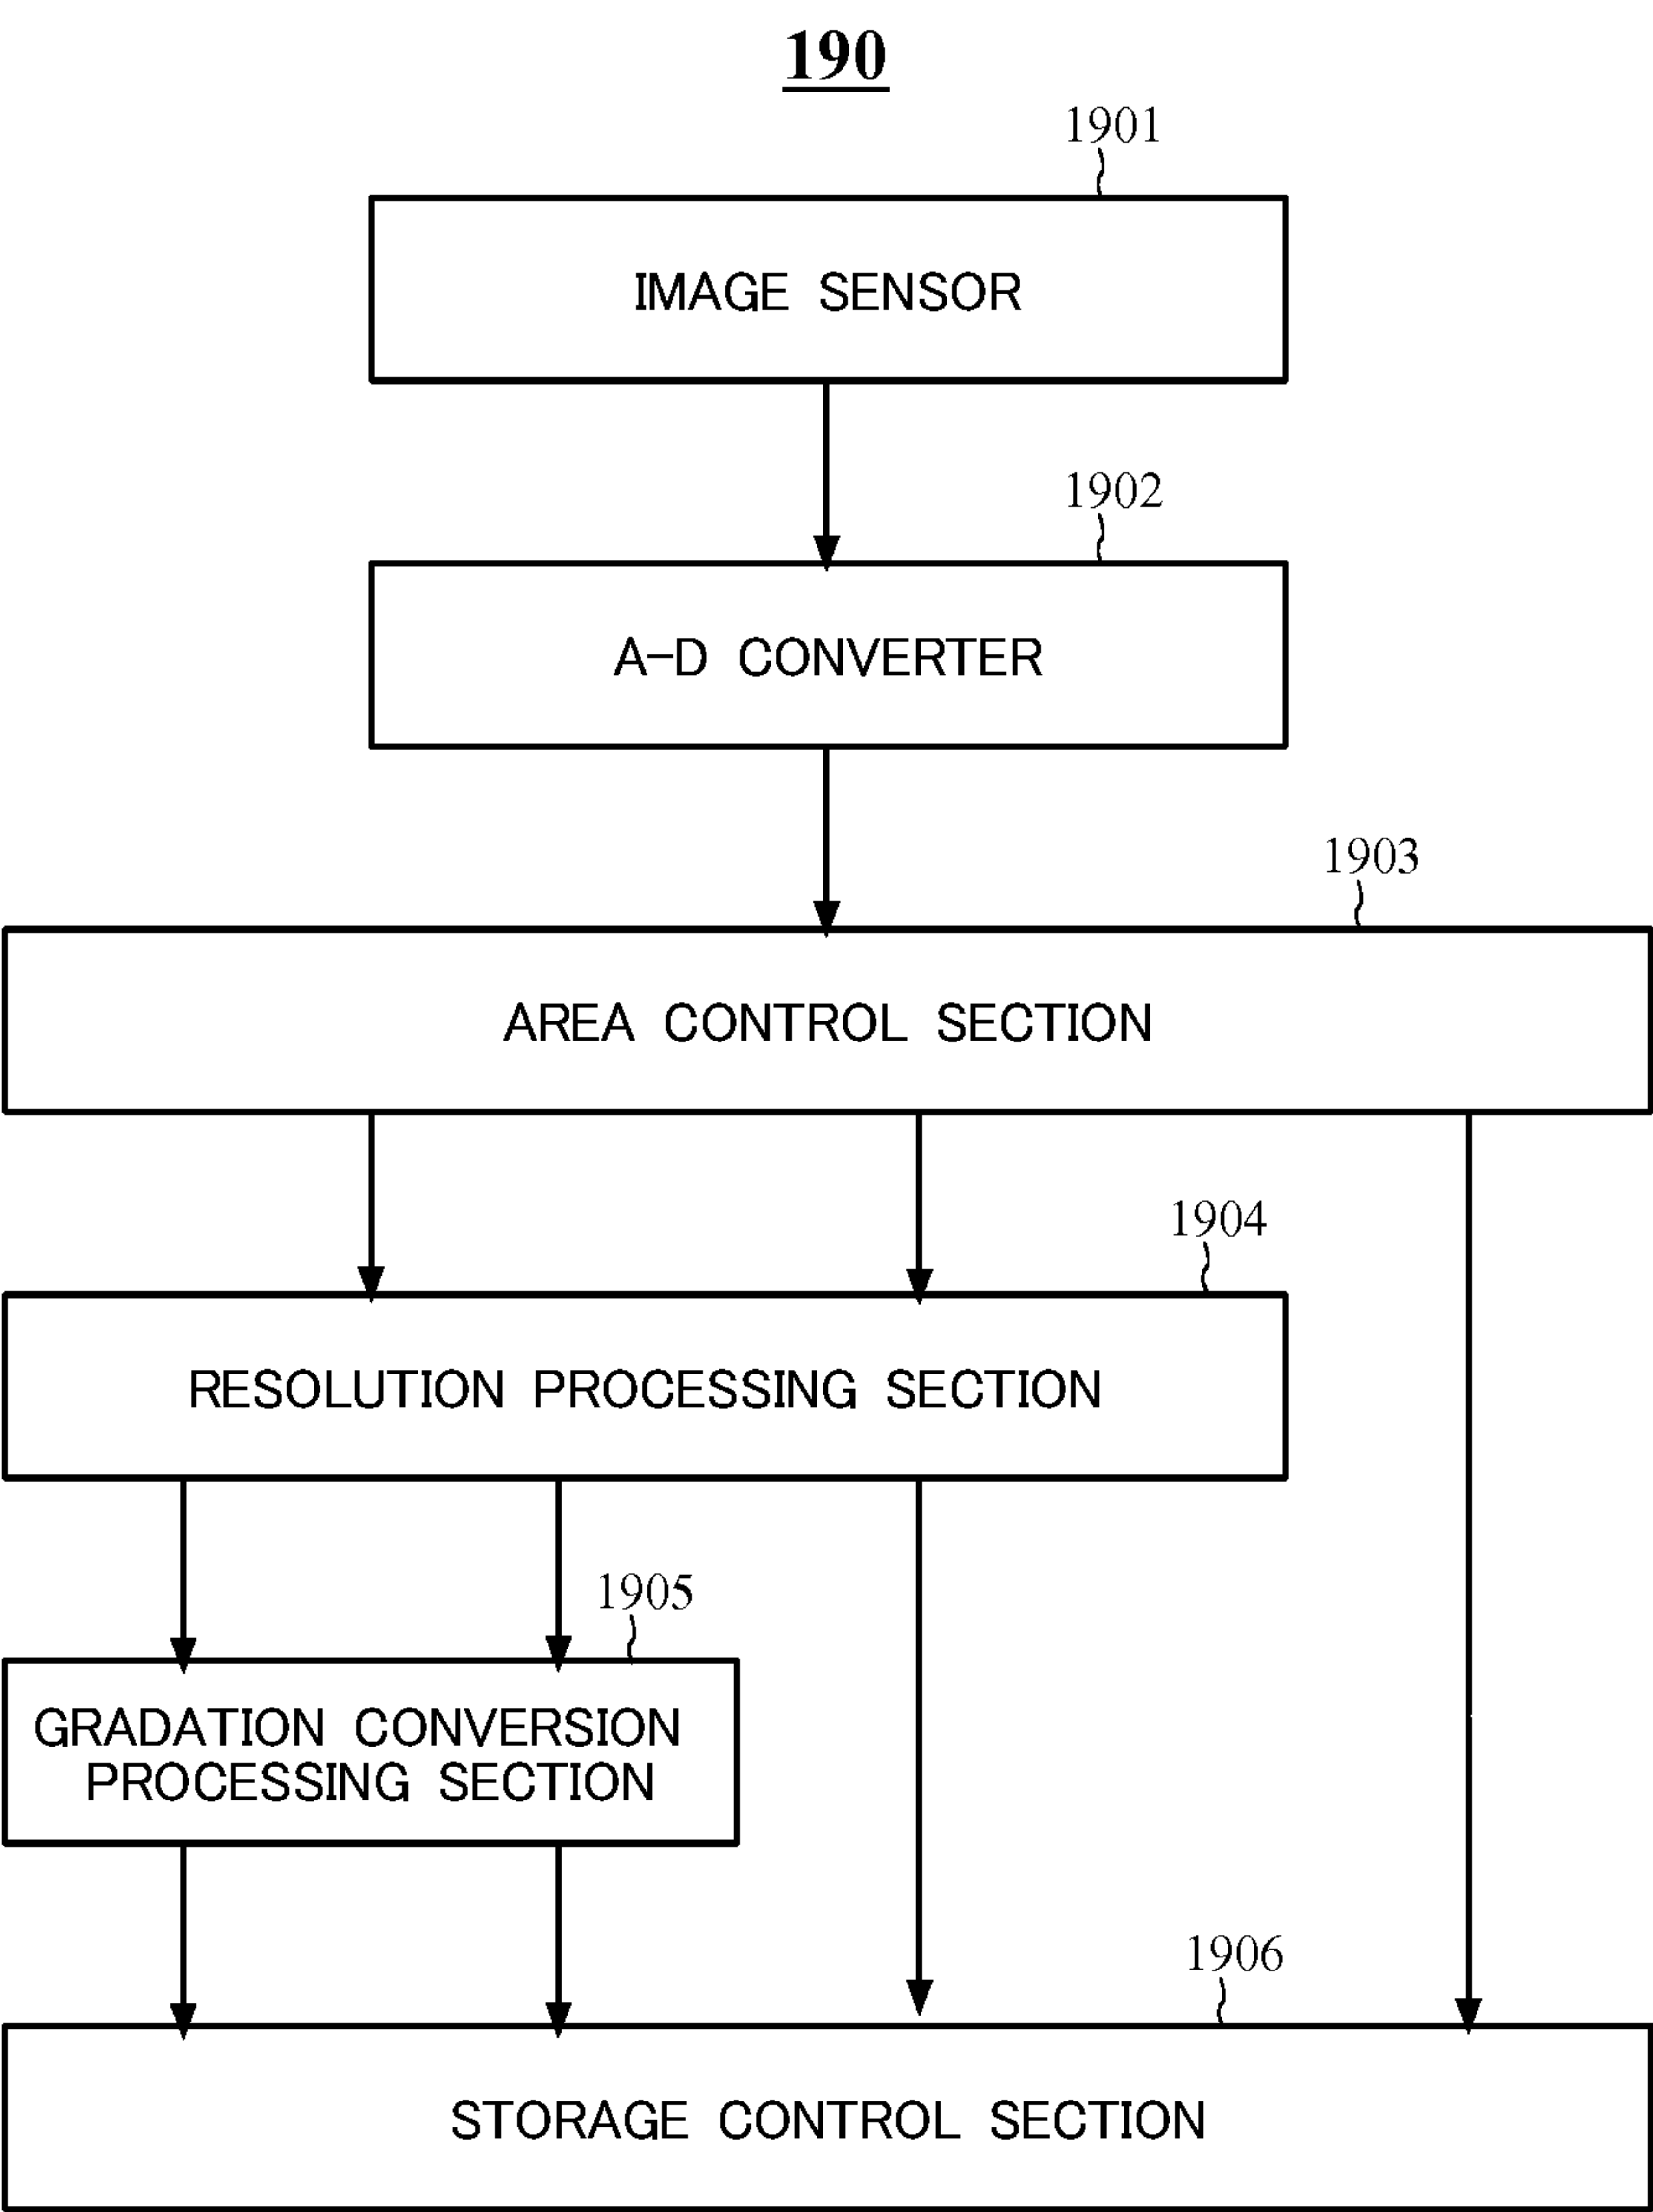 190
1901
IMAGE SENSOR
1902
A-D CONVERTER
1903
AREA CONTROL SECTION
1904
RESOLUTION PROCESSING SECTION
1905
GRADATION CONVERSION
PROCESSING SECTION
1906
STORAGE CONTROL SECTION